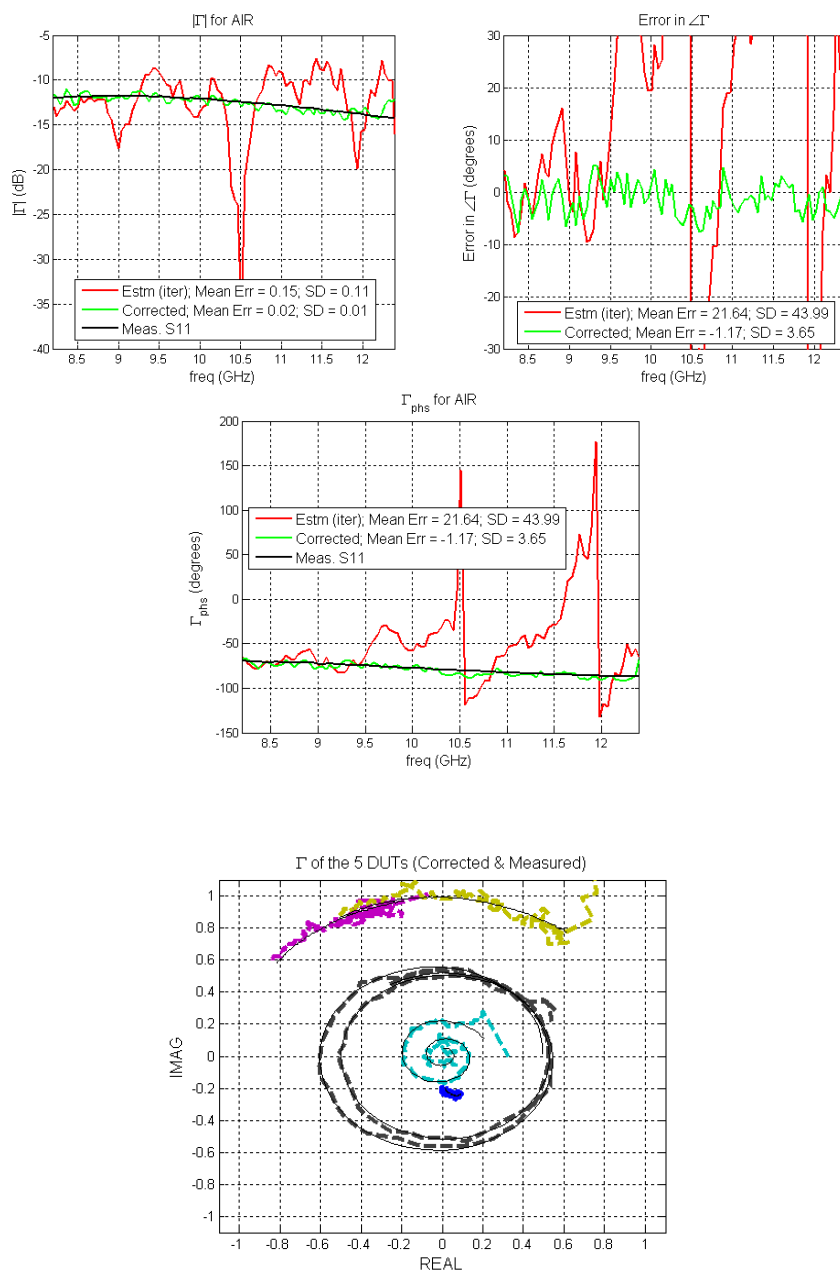 |Γ| for AIR
-5
-10
-15
-20
-25
-30
-35
-40
|Γ| (dB)
Estm (iter); Mean Err = 0.15; SD = 0.11
Corrected; Mean Err = 0.02; SD = 0.01
Meas. S11
8.5 9 9.5 10 10.5 11 11.5 12
freq (GHz)
Error in ∠Γ
30
20
10
0
-10
-20
-30
Error in ∠Γ (degrees)
Estm (iter); Mean Err = 21.64; SD = 43.99
Corrected; Mean Err = -1.17; SD = 3.65
8.5 9 9.5 10 10.5 11 11.5 12
freq (GHz)
Γphs for AIR
200
150
100
50
0
-50
-100
-150
Γphs (degrees)
Estm (iter); Mean Err = 21.64; SD = 43.99
Corrected; Mean Err = -1.17; SD = 3.65
Meas. S11
8.5 9 9.5 10 10.5 11 11.5 12
freq (GHz)
Γ of the 5 DUTs (Corrected & Measured)
1
0.8
0.6
0.4
0.2
0
-0.2
-0.4
-0.6
-0.8
-1
IMAG
-1 -0.8 -0.6 -0.4 -0.2 0 0.2 0.4 0.6 0.8 1
REAL